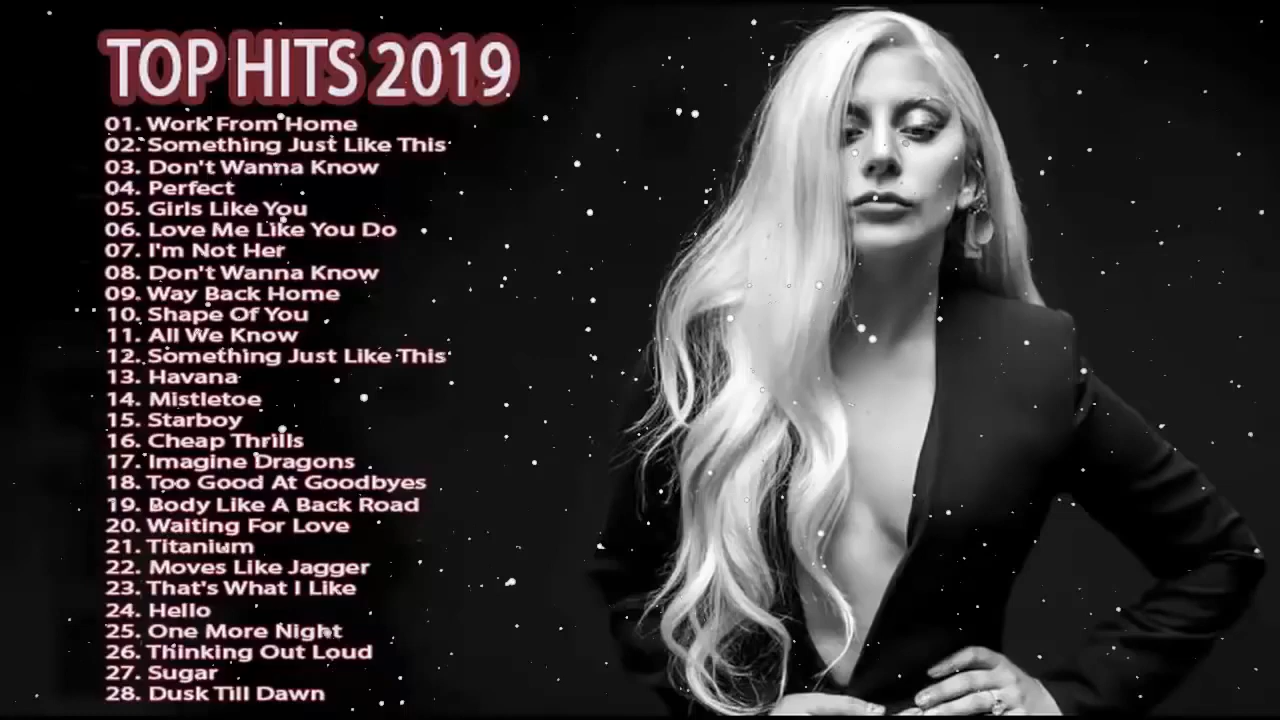 TOP HITS 2019
01. Work From Home
02. Something Just Like This
03. Don't Wanna Know
04. Perfect
05. Girls Like You
06. Love Me Like You Do
07. I'm Not Her
08. Don't Wanna Know
09. Way Back Home
10. Shape Of You
11. All We Know
12. Something Just Like This
13. Havana
14. Mistletoe
15. Starboy
16. Cheap Thrills
17. Imagine Dragons
18. Too Good At Goodbyes
19. Body Like A Back Road
20. Waiting For Love
21. Titanium
22. Moves Like Jagger
23. That's What I Like
24. Hello
25. One More Night
26. Thinking Out Loud
27. Sugar
28. Dusk Till Dawn